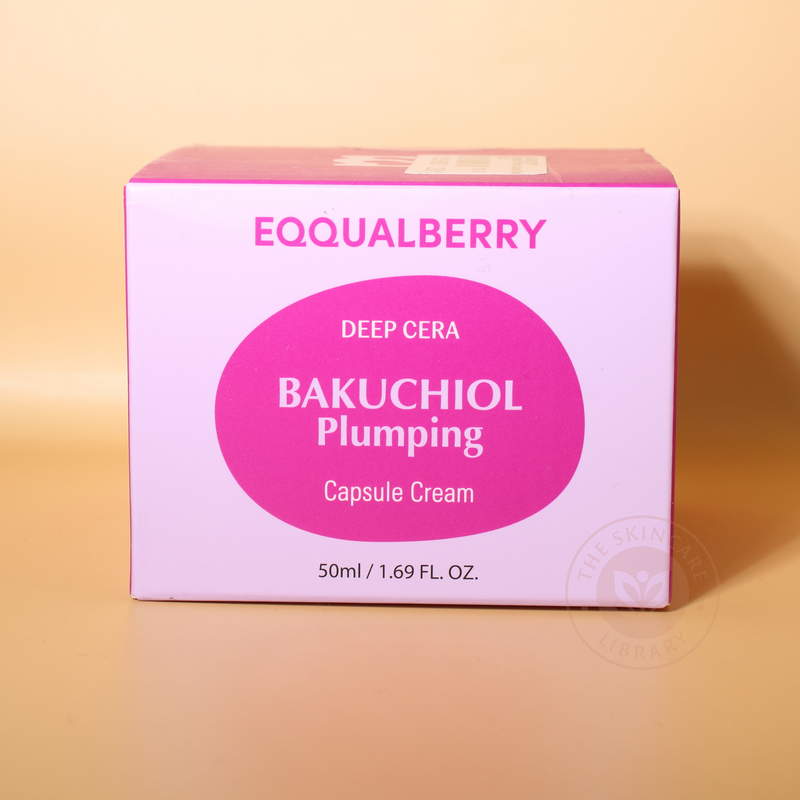 EQQUALBERRY
DEEP CERA
BAKUCHIOL
Plumping
Capsule Cream
50ml / 1.69 FL. OZ.
THE SKINCARE
LIBRARY